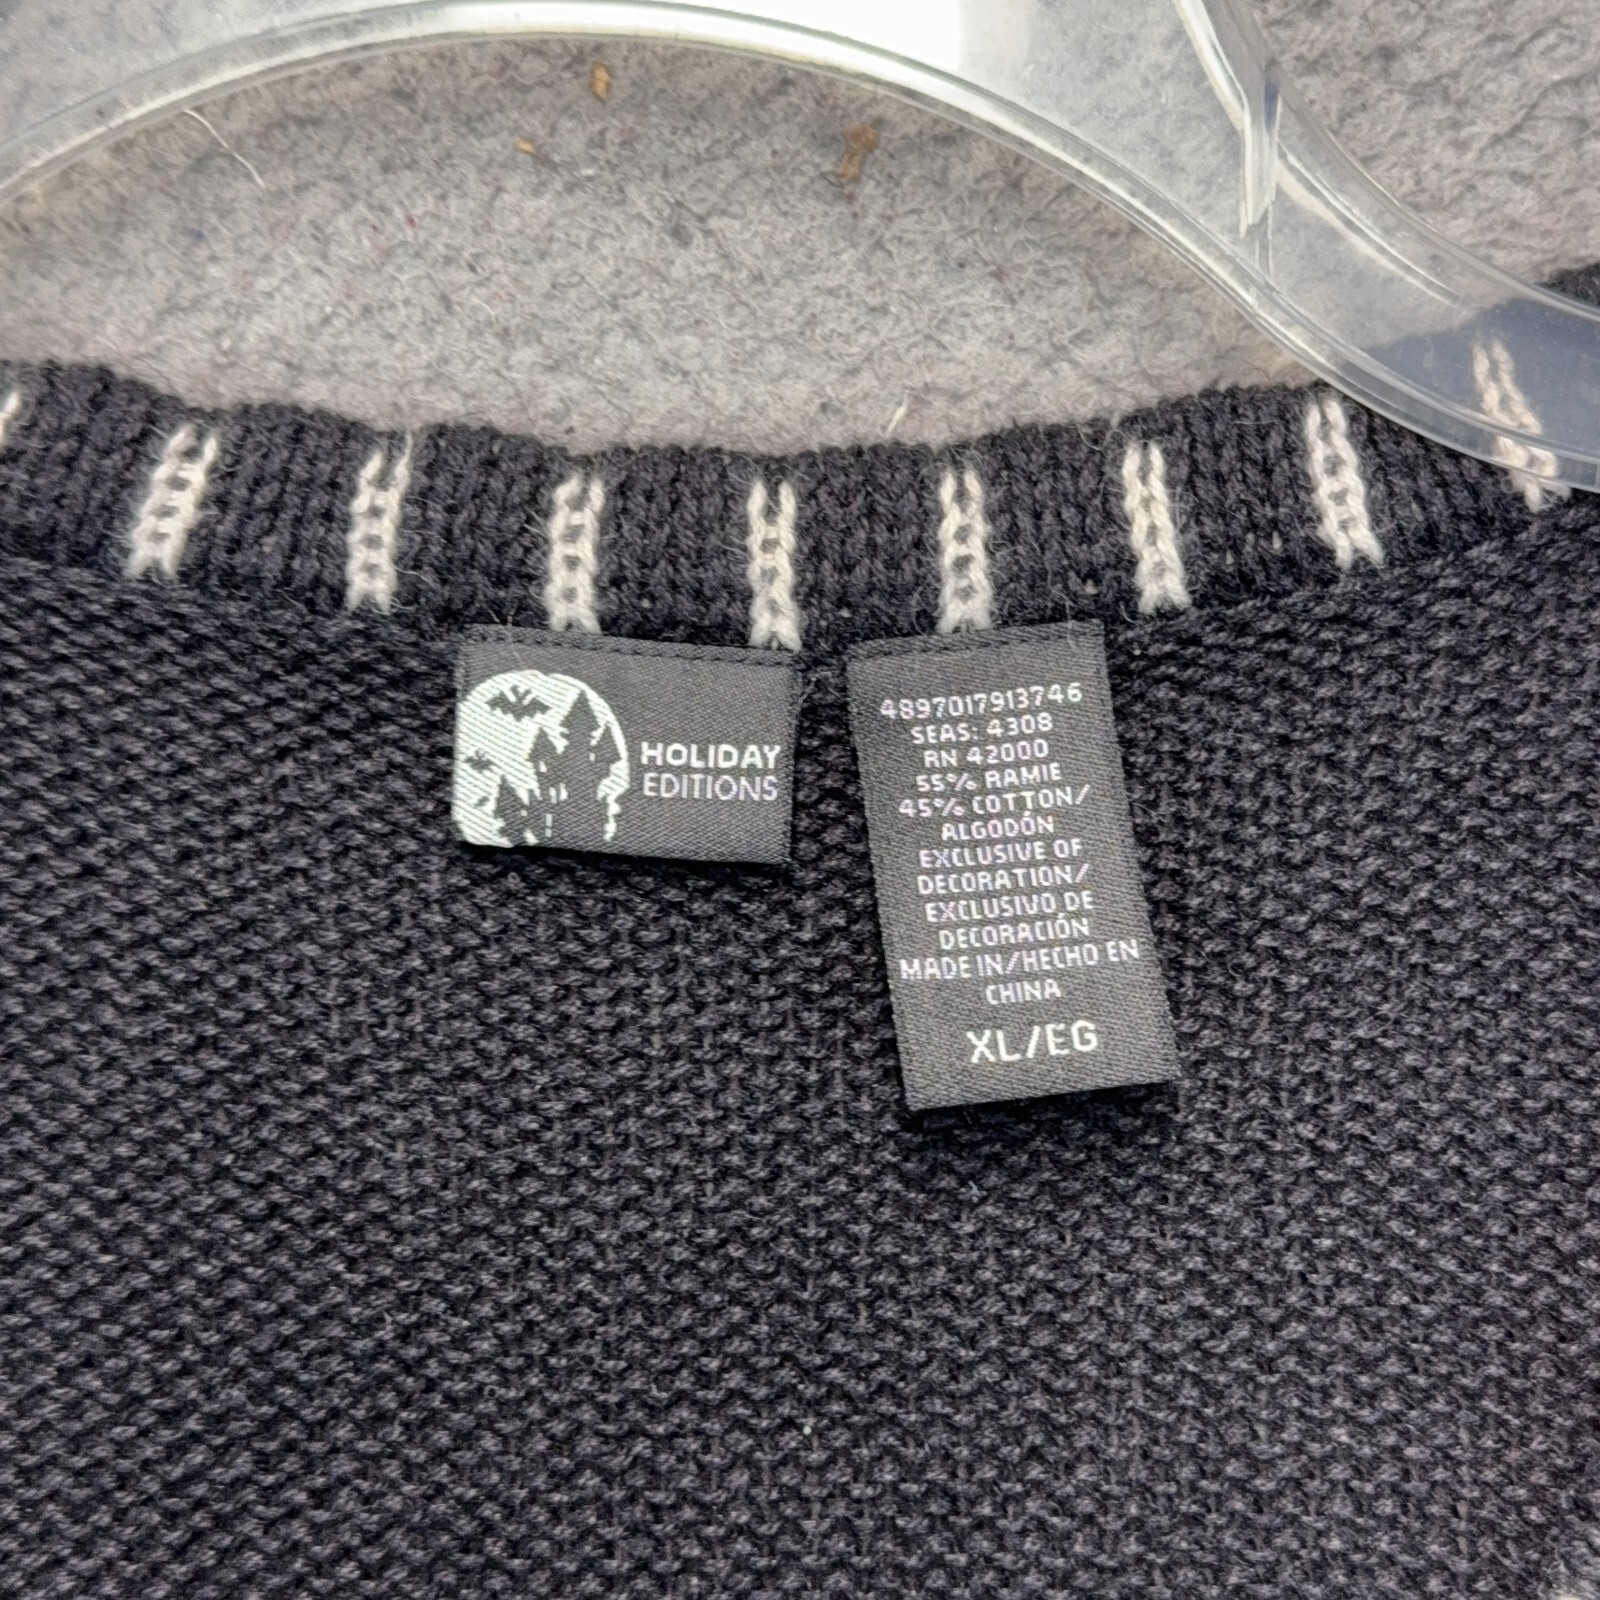 HOLIDAY
EDITIONS
4897017913746
SEAS: 4308
RN 42000
55% RAMIE
45% COTTON/
ALGODÓN
EXCLUSIVE OF
DECORATION/
EXCLUSIVO DE
DECORACIÓN
MADE IN/HECHO EN
CHINA
XL/EG